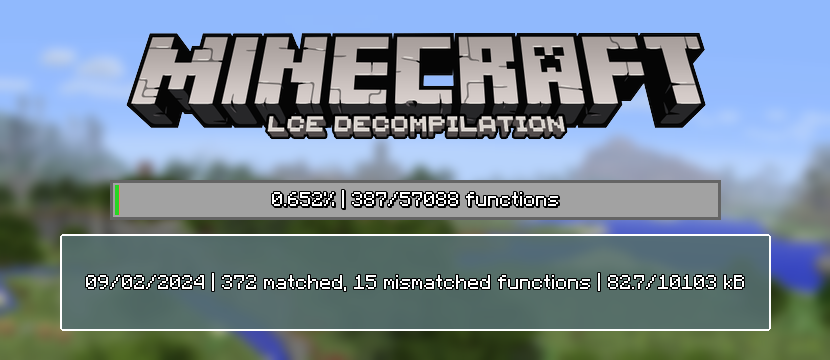 MINECRAFT
LCE DECOMPILATION
0.652% | 387/57088 functions
09/02/2024 | 372 matched, 15 mismatched functions | 82.7/10103 kB